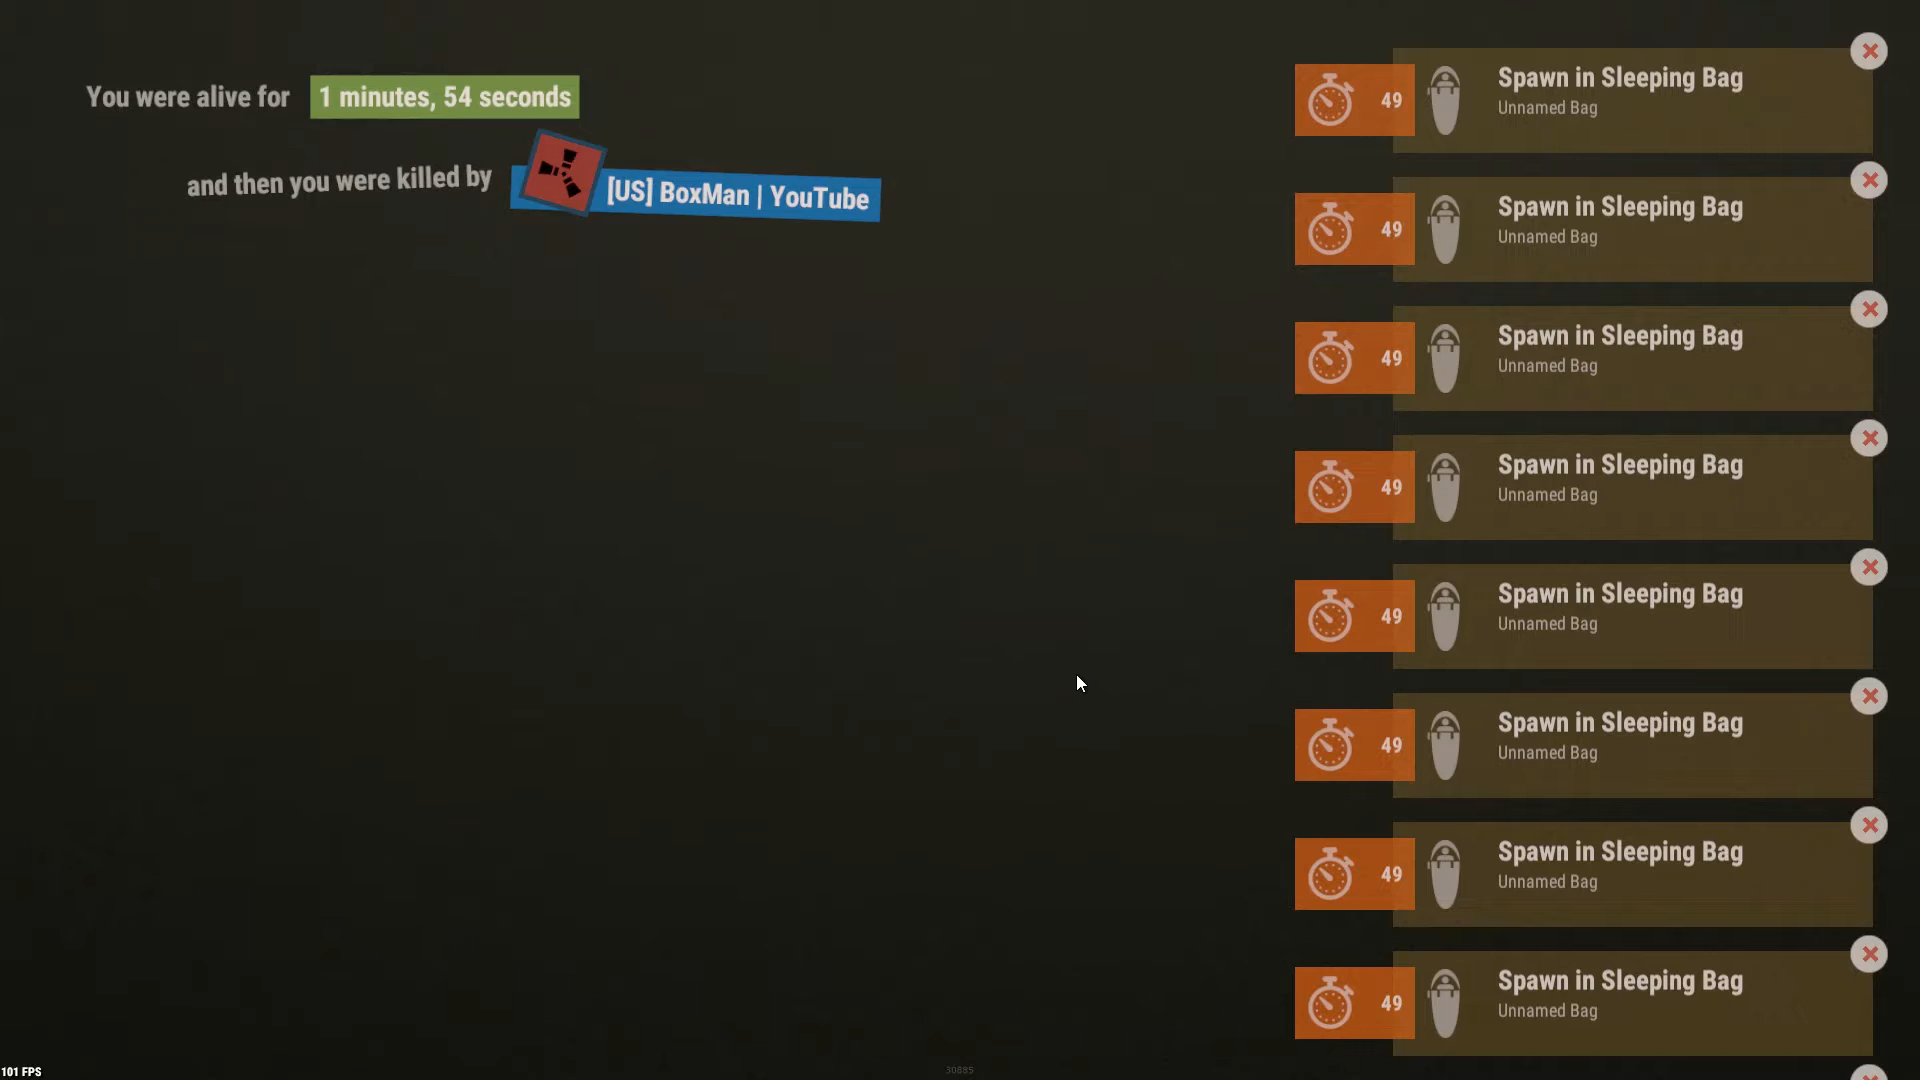 You were alive for 1 minutes, 54 seconds
and then you were killed by [US] BoxMan | YouTube
49 Spawn in Sleeping Bag
Unnamed Bag
49 Spawn in Sleeping Bag
Unnamed Bag
49 Spawn in Sleeping Bag
Unnamed Bag
49 Spawn in Sleeping Bag
Unnamed Bag
49 Spawn in Sleeping Bag
Unnamed Bag
49 Spawn in Sleeping Bag
Unnamed Bag
49 Spawn in Sleeping Bag
Unnamed Bag
49 Spawn in Sleeping Bag
Unnamed Bag
101 FPS
30885